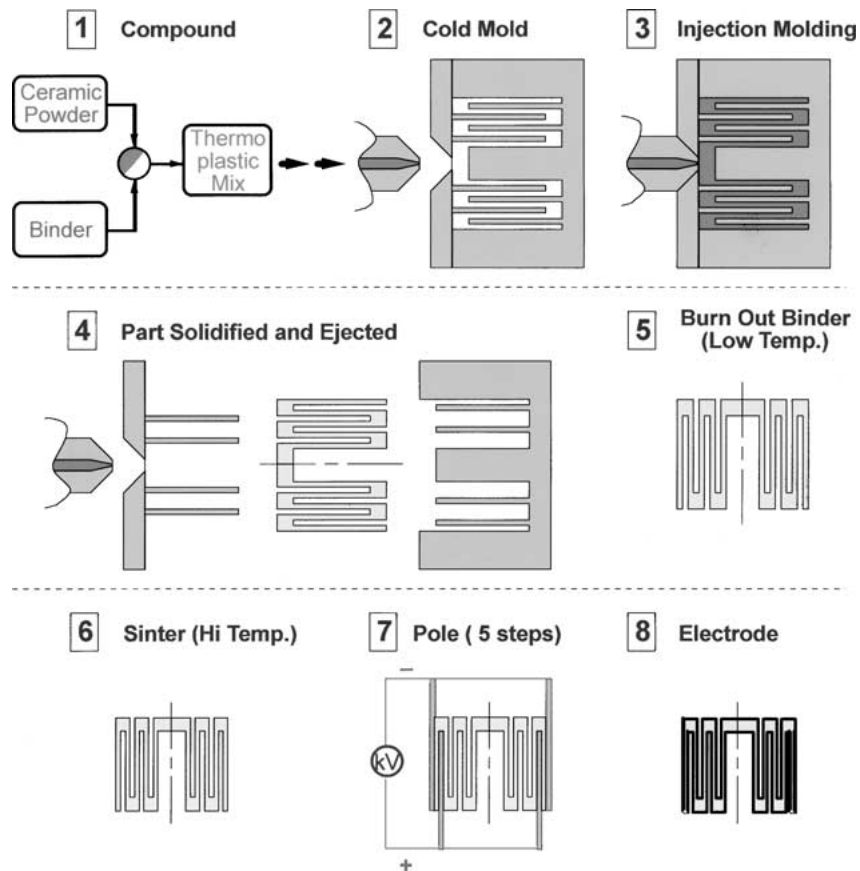 1 Compound
Ceramic
Powder
Binder
Thermo
plastic
Mix
2 Cold Mold
3 Injection Molding
4 Part Solidified and Ejected
5 Burn Out Binder
(Low Temp.)
6 Sinter (Hi Temp.)
7 Pole ( 5 steps)
−
kV
+
8 Electrode